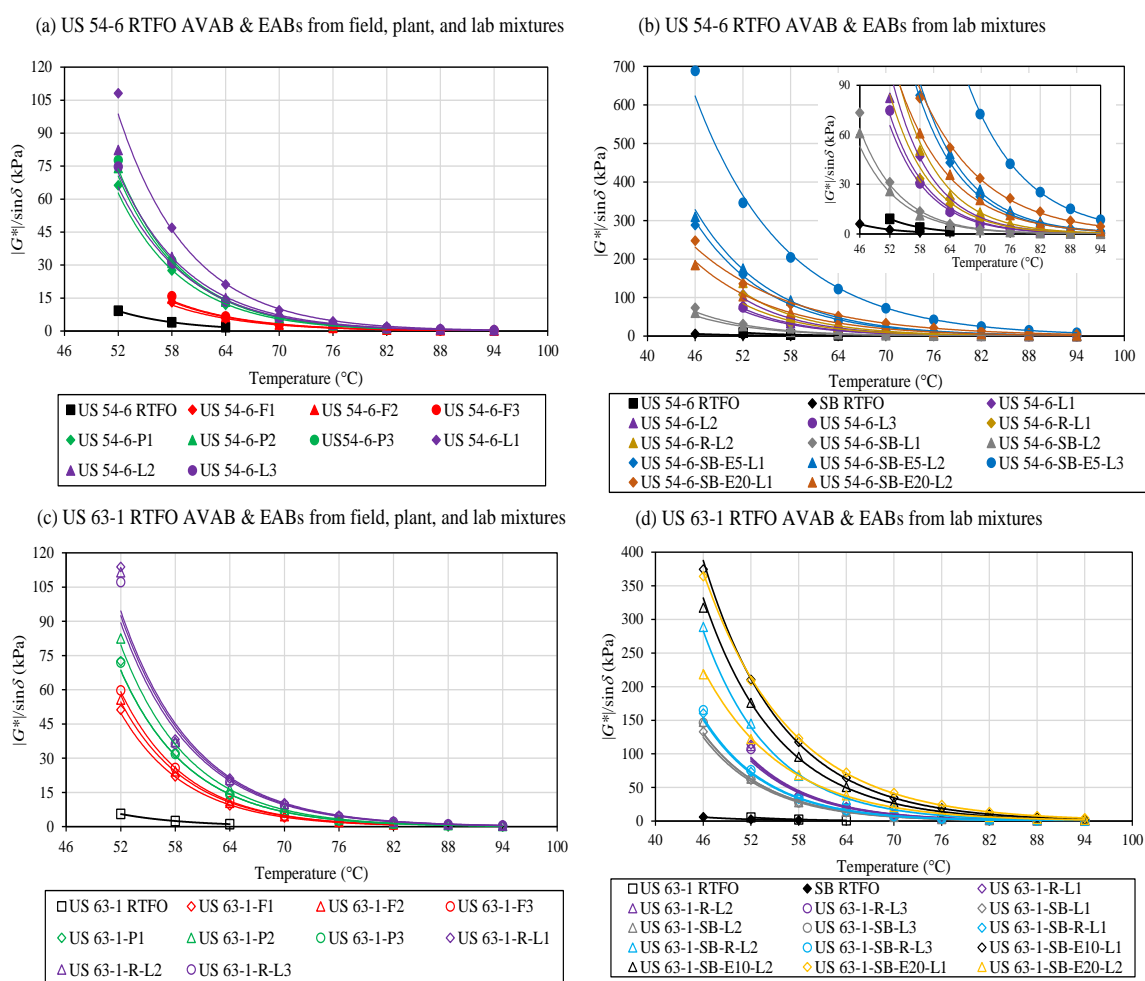 (a) US 54-6 RTFO AVAB & EABs from field, plant, and lab mixtures
120
105
90
75
60
45
30
15
0
|G*|/sinδ (kPa)
46 52 58 64 70 76 82 88 94 100
Temperature (°C)
US 54-6 RTFO US 54-6-F1 US 54-6-F2 US 54-6-F3
US 54-6-P1 US 54-6-P2 US54-6-P3 US 54-6-L1
US 54-6-L2 US 54-6-L3
(b) US 54-6 RTFO AVAB & EABs from lab mixtures
700
600
500
400
300
200
100
0
|G*|/sinδ (kPa)
40 46 52 58 64 70 76 82 88 94 100
Temperature (°C)
90
60
30
0
|G*|/sinδ (kPa)
46 52 58 64 70 76 82 88 94
Temperature (°C)
US 54-6 RTFO SB RTFO US 54-6-L1
US 54-6-L2 US 54-6-L3 US 54-6-R-L1
US 54-6-R-L2 US 54-6-SB-L1 US 54-6-SB-L2
US 54-6-SB-E5-L1 US 54-6-SB-E5-L2 US 54-6-SB-E5-L3
US 54-6-SB-E20-L1 US 54-6-SB-E20-L2
(c) US 63-1 RTFO AVAB & EABs from field, plant, and lab mixtures
120
105
90
75
60
45
30
15
0
|G*|/sinδ (kPa)
46 52 58 64 70 76 82 88 94 100
Temperature (°C)
US 63-1 RTFO US 63-1-F1 US 63-1-F2 US 63-1-F3
US 63-1-P1 US 63-1-P2 US 63-1-P3 US 63-1-R-L1
US 63-1-R-L2 US 63-1-R-L3
(d) US 63-1 RTFO AVAB & EABs from lab mixtures
400
350
300
250
200
150
100
50
0
|G*|/sinδ (kPa)
40 46 52 58 64 70 76 82 88 94 100
Temperature (°C)
US 63-1 RTFO SB RTFO US 63-1-R-L1
US 63-1-R-L2 US 63-1-R-L3 US 63-1-SB-L1
US 63-1-SB-L2 US 63-1-SB-L3 US 63-1-SB-R-L1
US 63-1-SB-R-L2 US 63-1-SB-R-L3 US 63-1-SB-E10-L1
US 63-1-SB-E10-L2 US 63-1-SB-E20-L1 US 63-1-SB-E20-L2